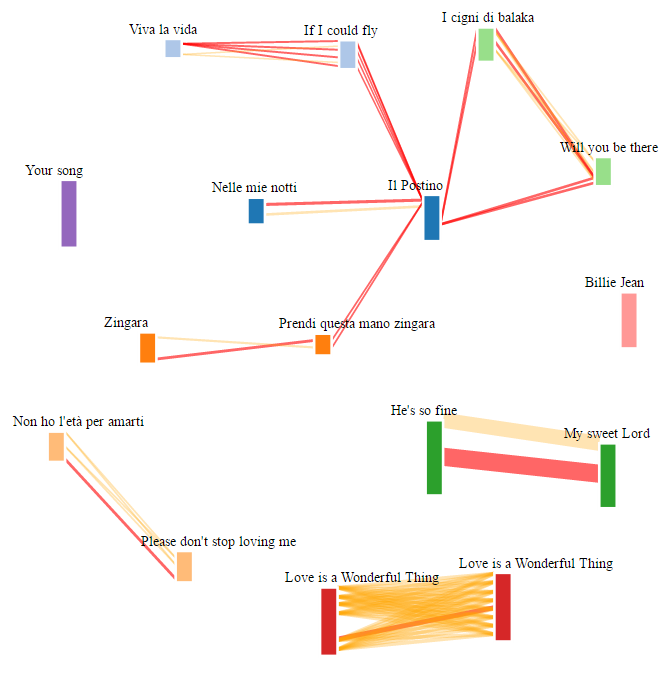 I cigni di balaka
Viva la vida
If I could fly
Will you be there
Your song
Nelle mie notti
Il Postino
Billie Jean
Zingara
Prendi questa mano zingara
He's so fine
Non ho l'età per amarti
My sweet Lord
Please don't stop loving me
Love is a Wonderful Thing
Love is a Wonderful Thing